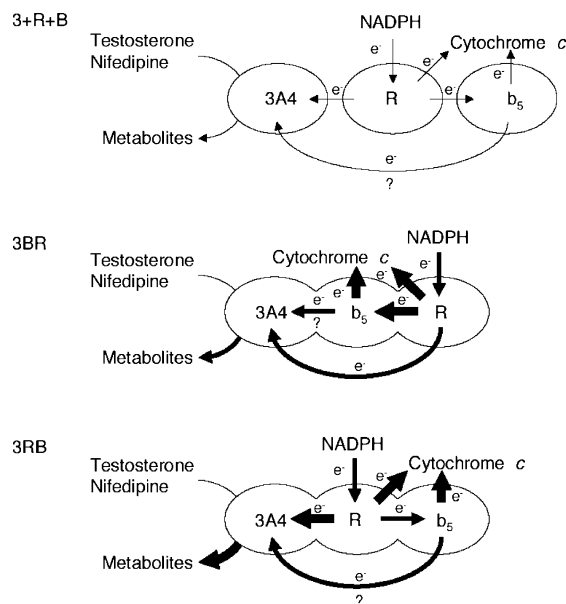 3+R+B
NADPH
Testosterone
Nifedipine
e-
e-
Cytochrome c
e-
3A4
e-
R
e-
b5
Metabolites
e-
?
3BR
NADPH
Testosterone
Nifedipine
Cytochrome c
e-
e-
e-
3A4
e-
?
b5
e-
R
Metabolites
e-
3RB
NADPH
Testosterone
Nifedipine
e-
e-
Cytochrome c
e-
3A4
e-
R
e-
b5
Metabolites
e-
?